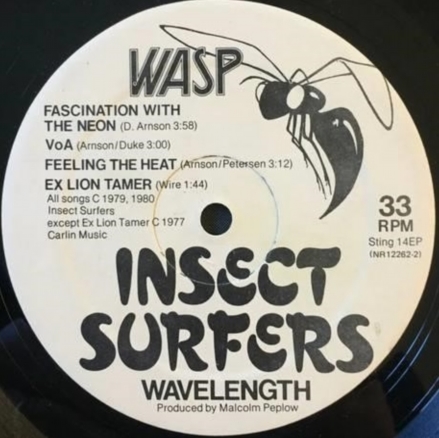 WASP
FASCINATION WITH
THE NEON (D. Arnson 3:58)
VoA (Arnson/Duke 3:00)
FEELING THE HEAT (Arnson/Petersen 3:12)
EX LION TAMER (Wire 1:44)
All songs C 1979, 1980
Insect Surfers
except Ex Lion Tamer C 1977
Carlin Music
33
RPM
Sting 14EP
(NR12262-2)
INSECT
SURFERS
WAVELENGTH
Produced by Malcolm Peplow